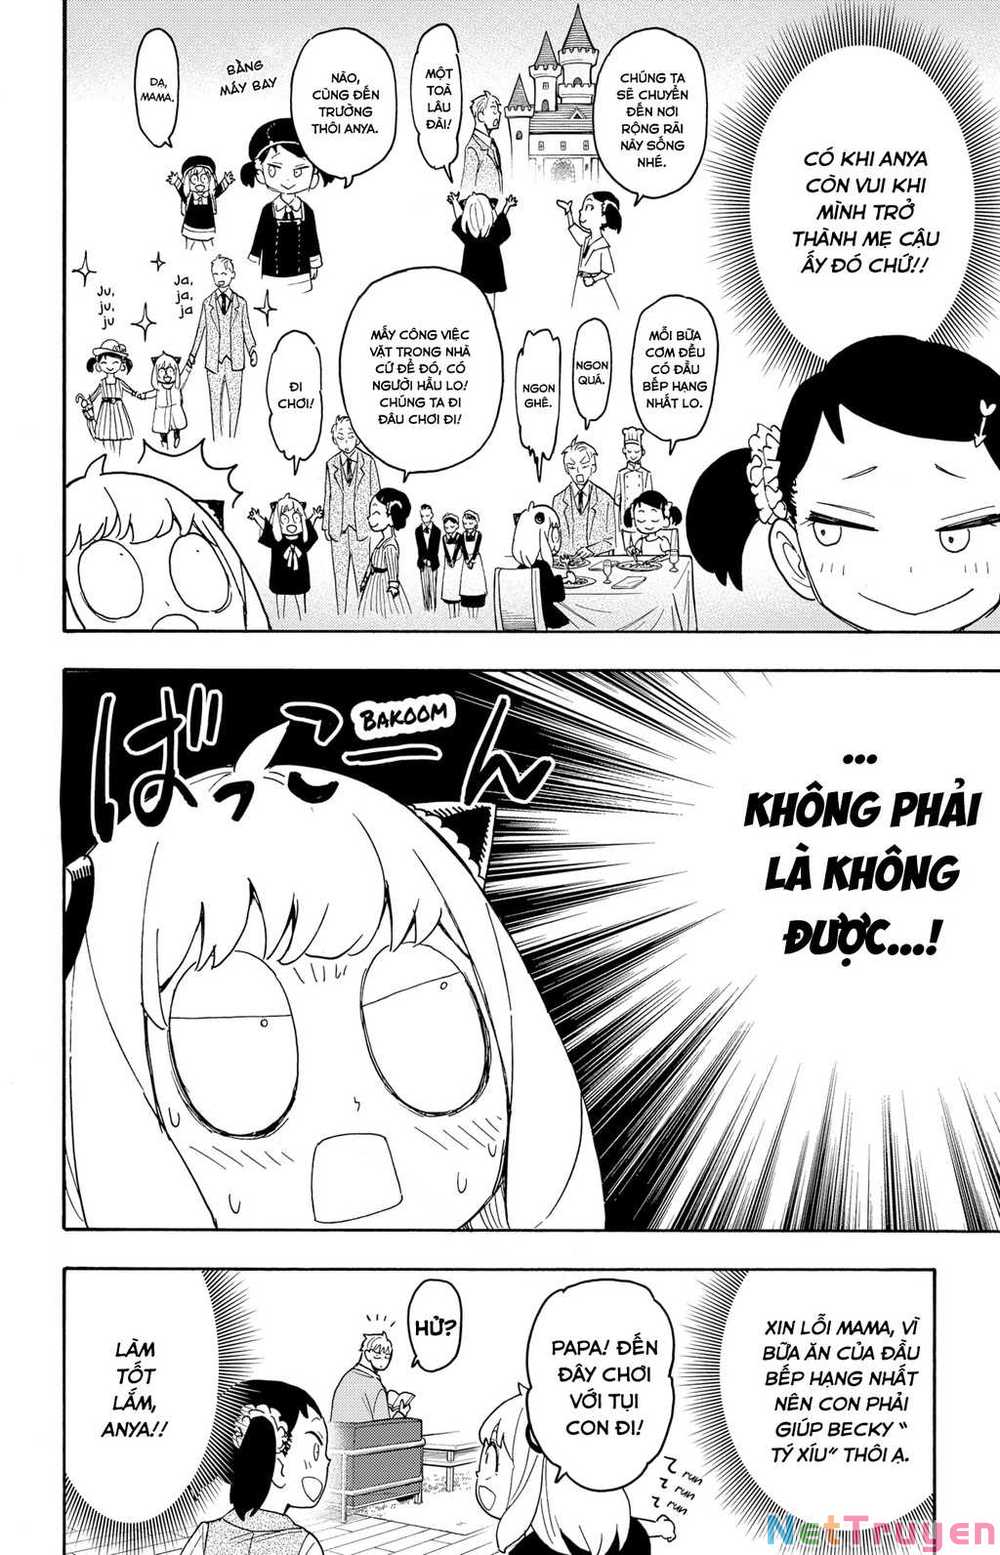 CÓ KHI ANYA
CÒN VUI KHI
MÌNH TRỞ
THÀNH MẸ CẬU
ẤY ĐÓ CHỨ!!
CHÚNG TA
SẼ CHUYỂN
ĐẾN NƠI
RỘNG RÃI
NÀY SỐNG
NHÉ.
MỘT
TOÀ
LÂU
ĐÀI!
NÀO,
CÙNG ĐẾN
TRƯỜNG
THÔI ANYA.
BẰNG
MÁY BAY
DẠ,
MAMA.
MỖI BỮA
CƠM ĐỀU
CÓ ĐẦU
BẾP HẠNG
NHẤT LO.
NGON
QUÁ.
NGON
GHÊ.
MẤY CÔNG VIỆC
VẶT TRONG NHÀ
CỨ ĐỂ ĐÓ, CÓ
NGƯỜI HẦU LO!
CHÚNG TA ĐI
ĐÂU CHƠI ĐI!
ĐI
CHƠI!
Ja,
ja,
ja
Ju,
ju,
ju
ばっこーん
BAKOOM
...
KHÔNG PHẢI
LÀ KHÔNG
ĐƯỢC...!
XIN LỖI MAMA, VÌ
BỮA ĂN CỦA ĐẦU
BẾP HẠNG NHẤT
NÊN CON PHẢI
GIÚP BECKY “
TÝ XÍU” THÔI Ạ.
PAPA! ĐẾN
ĐÂY CHƠI
VỚI TỤI
CON ĐI!
run
run
run
HỬ?
LÀM
TỐT
LẮM,
ANYA!!
NetTruyen